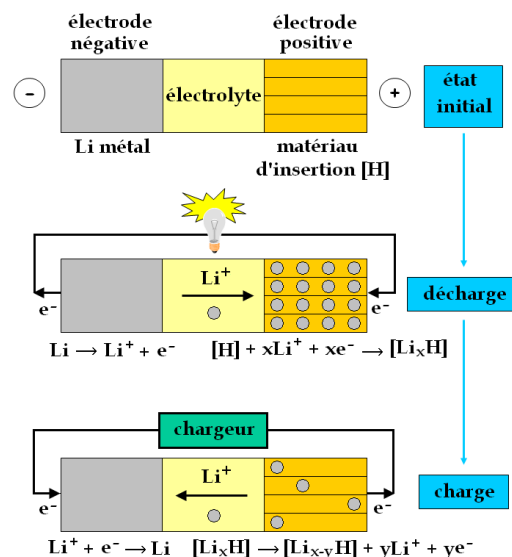 électrode négative
électrode positive
- électrolyte + état initial
Li métal
matériau d'insertion [H]
Li⁺
e⁻ e⁻ décharge
Li → Li⁺ + e⁻ [H] + xLi⁺ + xe⁻ → [LiₓH]
chargeur
Li⁺
e⁻ e⁻ charge
Li⁺ + e⁻ → Li [LiₓH] → [Liₓ₋yH] + yLi⁺ + ye⁻